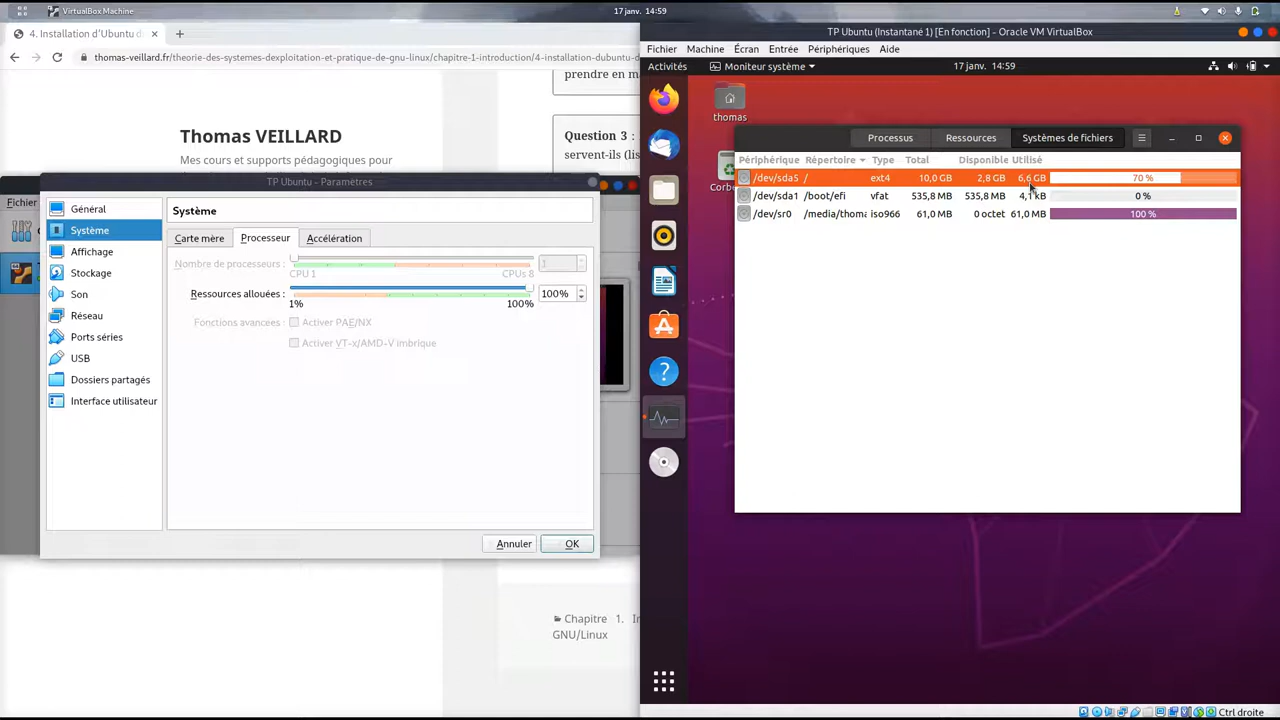 VirtualBox Machine
17 janv. 14:59
4. Installation d'Ubuntu d
thomas-veillard.fr/theorie-des-systemes-dexploitation-et-pratique-de-gnu-linux/chapitre-1-introduction/4-installation-dubuntu-d
prendre en ma
Thomas VEILLARD
Mes cours et supports pédagogiques pour
Question 3 :
servent-ils (lis
Fichier
TP Ubuntu - Paramètres
Général
Système
Affichage
Stockage
Son
Réseau
Ports séries
USB
Dossiers partagés
Interface utilisateur
Système
Carte mère Processeur Accélération
Nombre de processeurs : 1
CPU 1 CPUs 8
Ressources allouées : 100%
1% 100%
Fonctions avancées : Activer PAE/NX
Activer VT-x/AMD-V imbriqué
Annuler OK
Chapitre 1. In
GNU/Linux
TP Ubuntu (Instantané 1) [En fonction] - Oracle VM VirtualBox
Fichier Machine Écran Entrée Périphériques Aide
Activités Moniteur système 17 janv. 14:59
thomas
Corb
Processus Ressources Systèmes de fichiers
Périphérique Répertoire Type Total Disponible Utilisé
/dev/sda5 / ext4 10,0 GB 2,8 GB 6,6 GB 70 %
/dev/sda1 /boot/efi vfat 535,8 MB 535,8 MB 4,1 kB 0 %
/dev/sr0 /media/thoma iso966 61,0 MB 0 octet 61,0 MB 100 %
Ctrl droite